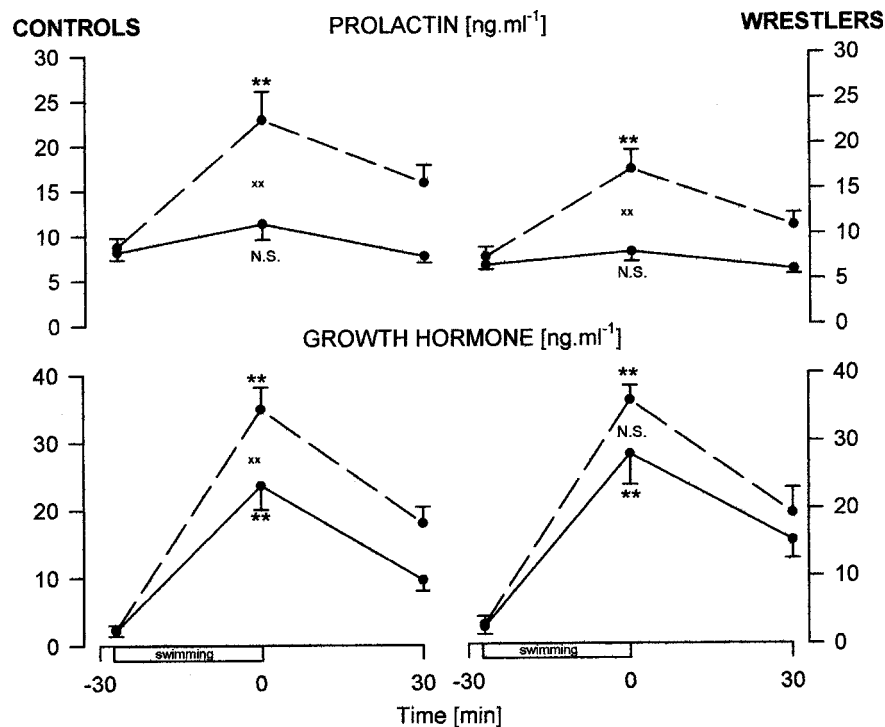 CONTROLS PROLACTIN [ng.ml⁻¹] WRESTLERS
30 30
** 
25 25
**
20 20
xx
15 15
xx
10 10
N.S. N.S.
5 5
0 0
GROWTH HORMONE [ng.ml⁻¹]
40 ** ** 40
N.S.
30 30
xx
** **
20 20
10 10
0 swimming swimming 0
-30 0 30 -30 0 30
Time [min]